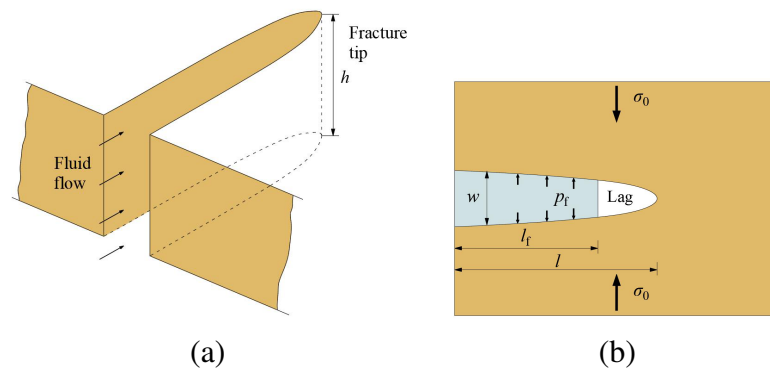 Fracture
tip
h
Fluid
flow
(a)
σ0
w
pf
Lag
lf
l
σ0
(b)